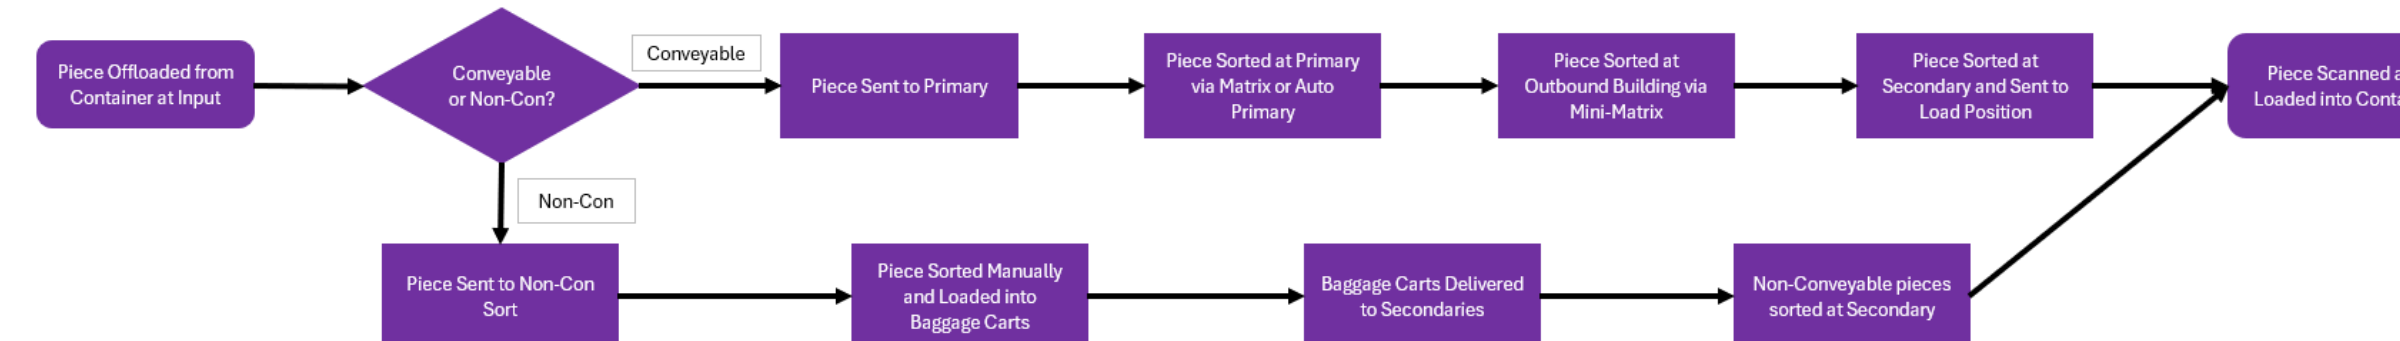 Piece Offloaded from
Container at Input
Conveyable
or Non-Con?
Conveyable
Piece Sent to Primary
Piece Sorted at Primary
via Matrix or Auto
Primary
Piece Sorted at
Outbound Building via
Mini-Matrix
Piece Sorted at
Secondary and Sent to
Load Position
Piece Scanned
Loaded into
Non-Con
Piece Sent to Non-Con
Sort
Piece Sorted Manually
and Loaded into
Baggage Carts
Baggage Carts Delivered
to Secondaries
Non-Conveyable pieces
sorted at Secondary